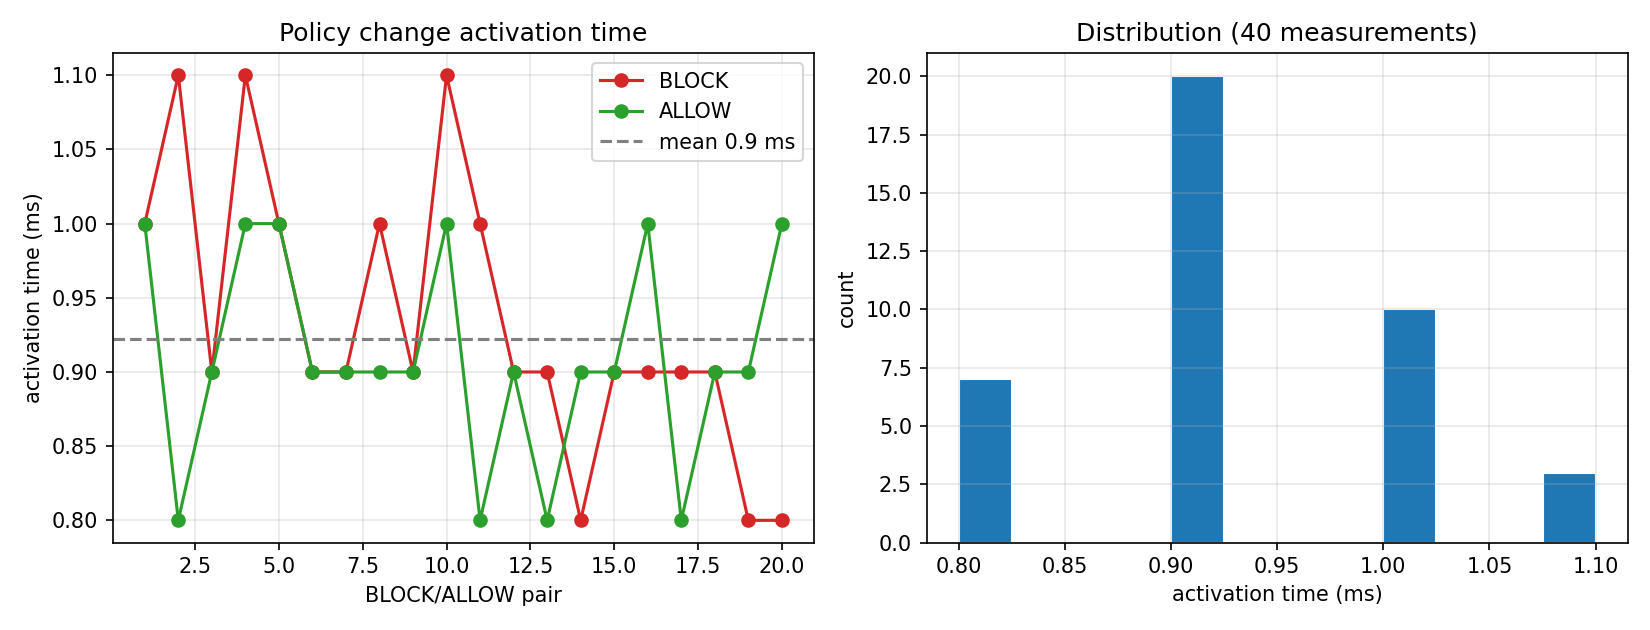 Policy change activation time
1.10
1.05
1.00
0.95
0.90
0.85
0.80
activation time (ms)
BLOCK
ALLOW
mean 0.9 ms
2.5 5.0 7.5 10.0 12.5 15.0 17.5 20.0
BLOCK/ALLOW pair
Distribution (40 measurements)
20.0
17.5
15.0
12.5
10.0
7.5
5.0
2.5
0.0
count
0.80 0.85 0.90 0.95 1.00 1.05 1.10
activation time (ms)